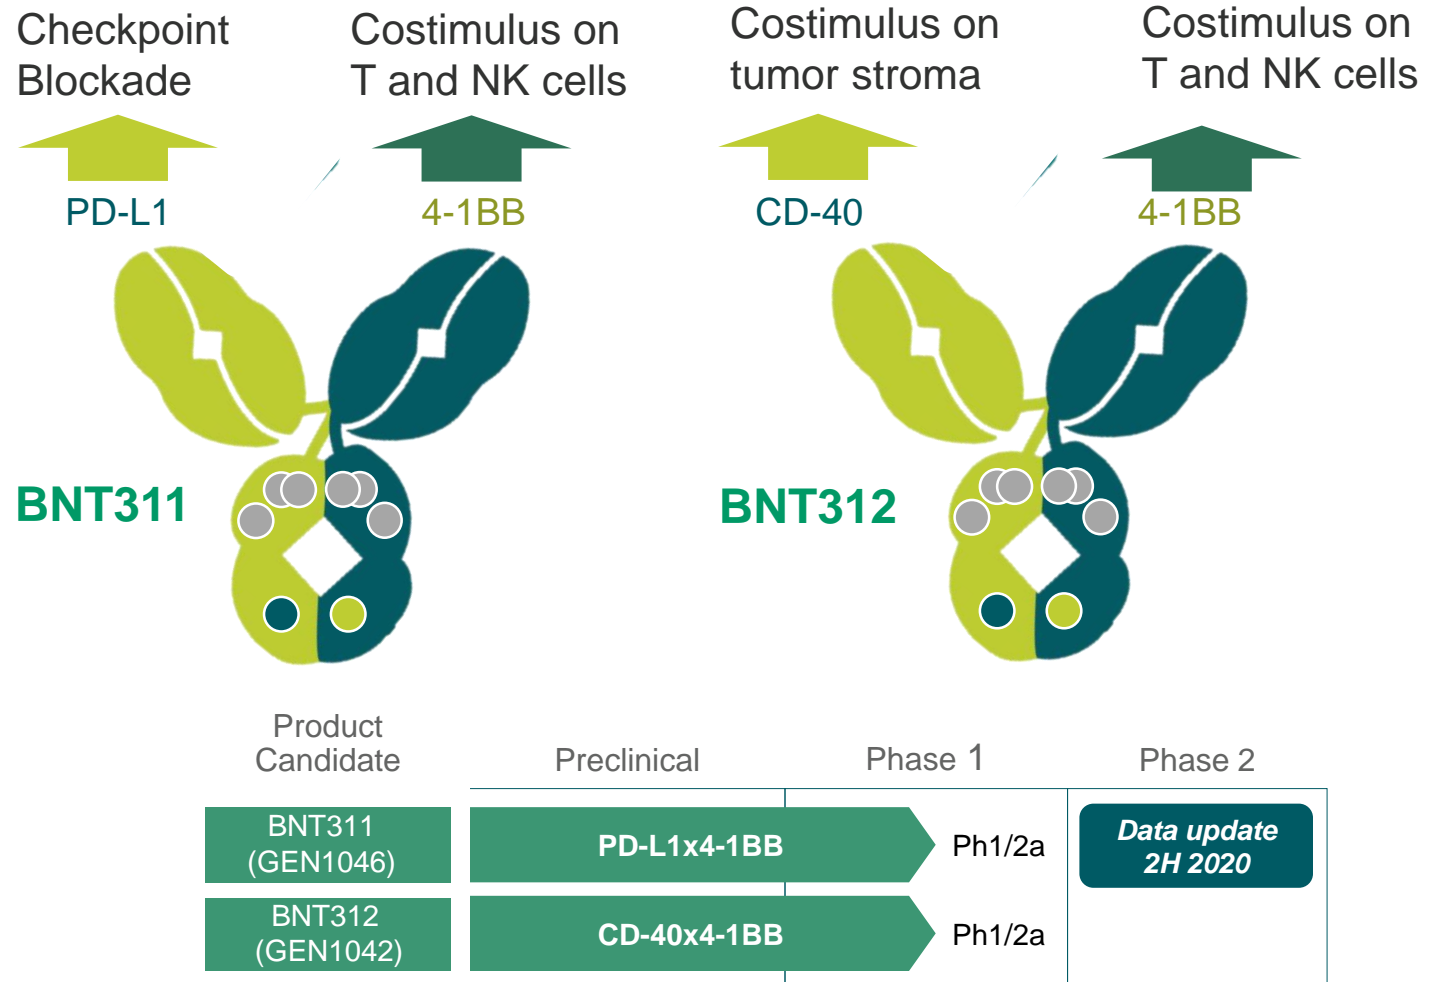 Checkpoint
Blockade
Costimulus on
T and NK cells
Costimulus on
tumor stroma
Costimulus on
T and NK cells
PD-L1
4-1BB
CD-40
4-1BB
BNT311
BNT312
Product
Candidate
Preclinical
Phase 1
Phase 2
BNT311
(GEN1046)
PD-L1x4-1BB
Ph1/2a
Data update
2H 2020
BNT312
(GEN1042)
CD-40x4-1BB
Ph1/2a